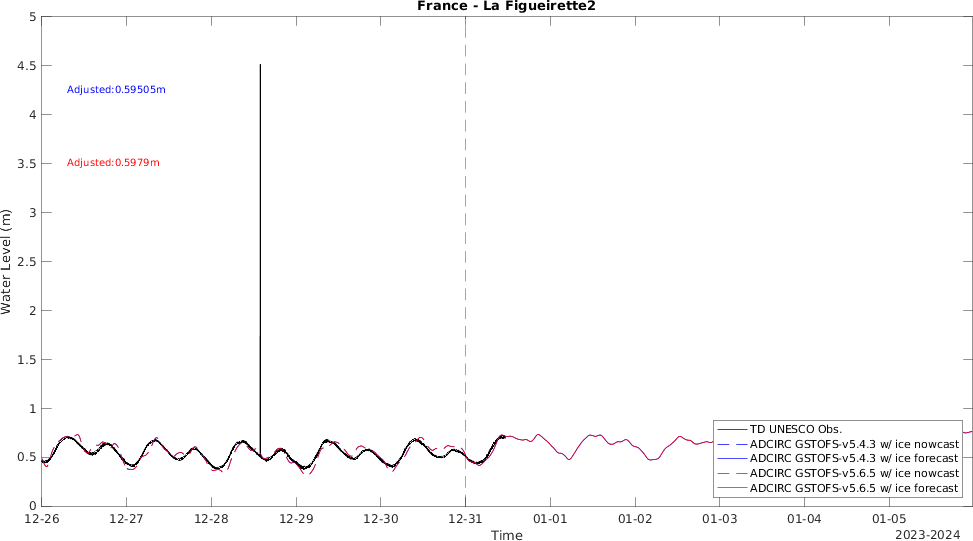 France - La Figueirette2
5
4.5
4
3.5
3
2.5
2
1.5
1
0.5
0
Water Level (m)
Adjusted:0.59505m
Adjusted:0.5979m
TD UNESCO Obs.
ADCIRC GSTOFS-v5.4.3 w/ ice nowcast
ADCIRC GSTOFS-v5.4.3 w/ ice forecast
ADCIRC GSTOFS-v5.6.5 w/ ice nowcast
ADCIRC GSTOFS-v5.6.5 w/ ice forecast
12-26 12-27 12-28 12-29 12-30 12-31 01-01 01-02 01-03 01-04 01-05
Time
2023-2024